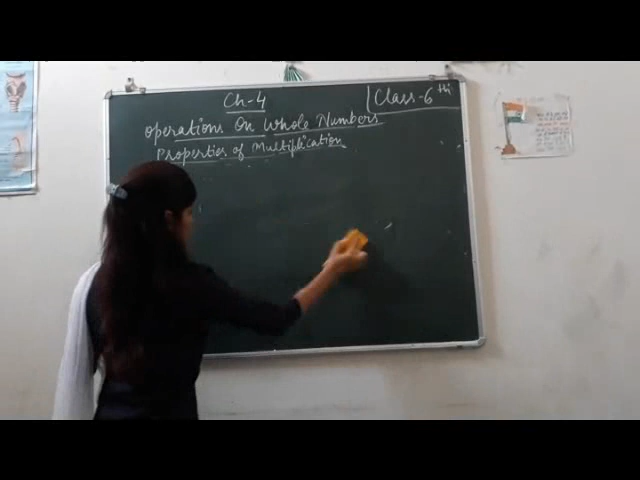 Ch-4
Class-6th
Operations On Whole Numbers
Properties of Multiplication